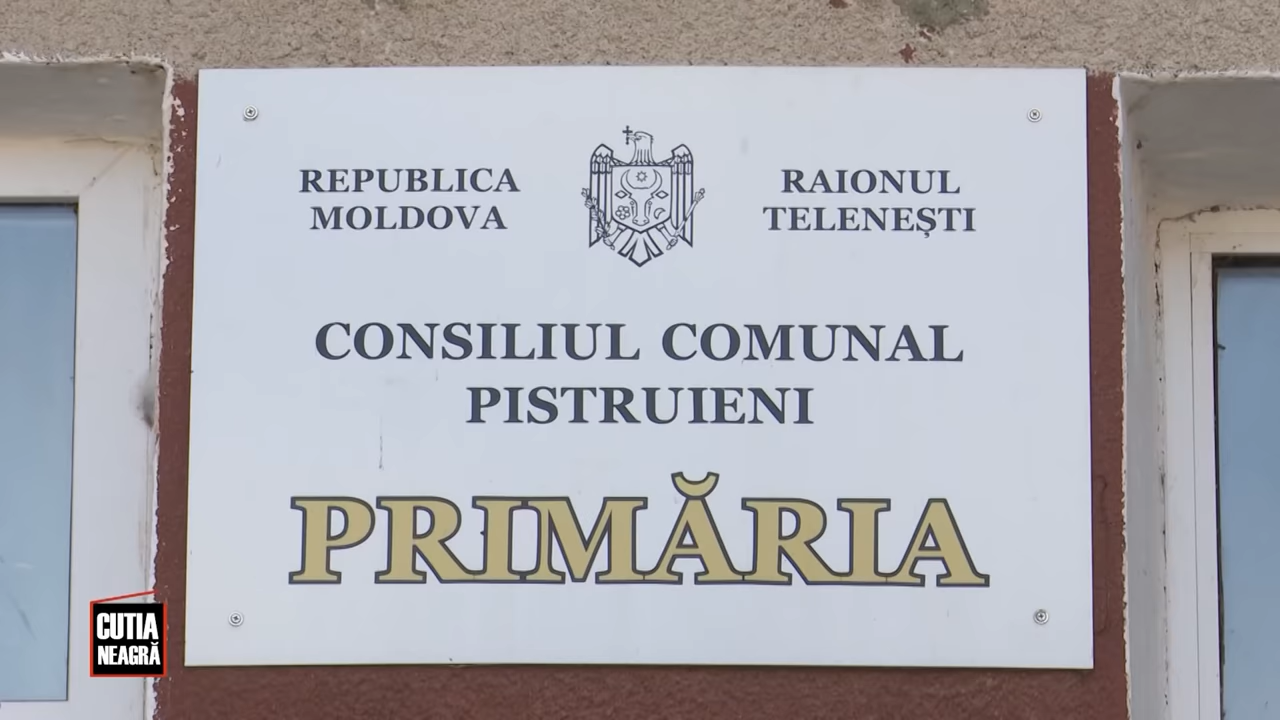 REPUBLICA
MOLDOVA
RAIONUL
TELENEȘTI
CONSILIUL COMUNAL
PISTRUIENI
PRIMĂRIA
CUTIA
NEAGRĂ